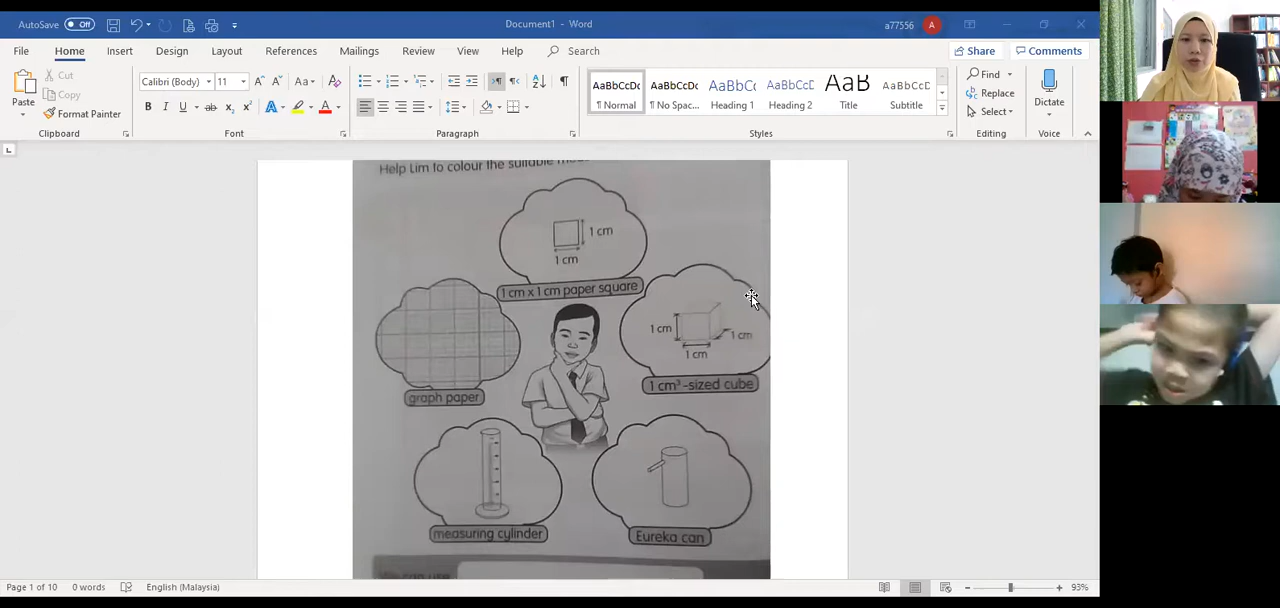 AutoSave Off Document1 - Word a77556 A
File Home Insert Design Layout References Mailings Review View Help Search Share Comments
Paste Cut Copy Format Painter
Calibri (Body) 11
AaBbCcDc AaBbCcDc AaBbCcD AaBbCcD AaB AaBbCcD
¶ Normal ¶ No Spac... Heading 1 Heading 2 Title Subtitle
Find Replace Select Dictate
Clipboard Font Paragraph Styles Editing Voice
Help Lim to colour the suitable
1 cm
1 cm
1 cm x 1 cm paper square
1 cm 1 cm
1 cm
graph paper
1 cm³ -sized cube
measuring cylinder
Eureka can
can use
Page 1 of 10 0 words English (Malaysia) 93%